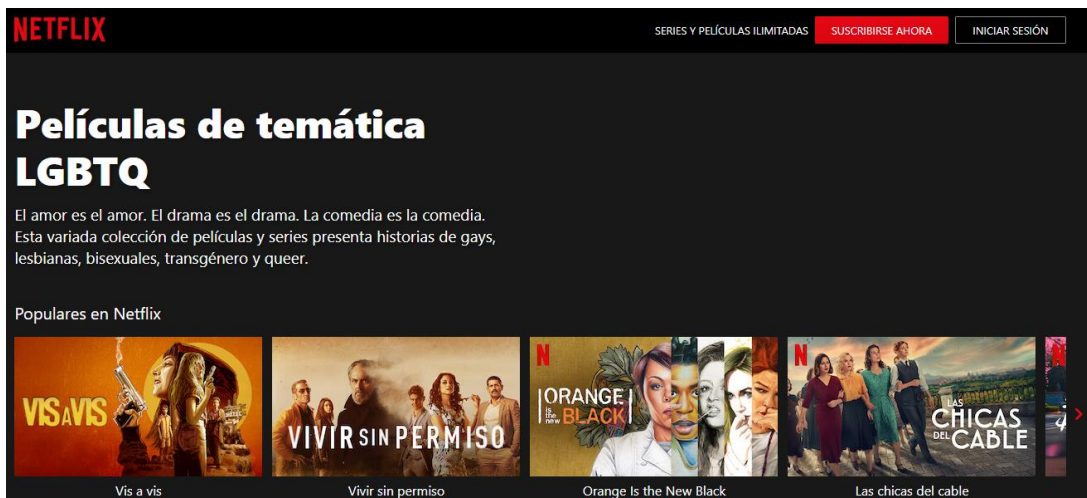 NETFLIX
SERIES Y PELÍCULAS ILIMITADAS
SUSCRIBIRSE AHORA
INICIAR SESIÓN
Películas de temática
LGBTQ
El amor es el amor. El drama es el drama. La comedia es la comedia.
Esta variada colección de películas y series presenta historias de gays,
lesbianas, bisexuales, transgénero y queer.
Populares en Netflix
VIS A VIS
VIVIR SIN PERMISO
N
ORANGE
is the new BLACK
N
LAS
CHICAS
DEL CABLE
Vis a vis
Vivir sin permiso
Orange Is the New Black
Las chicas del cable